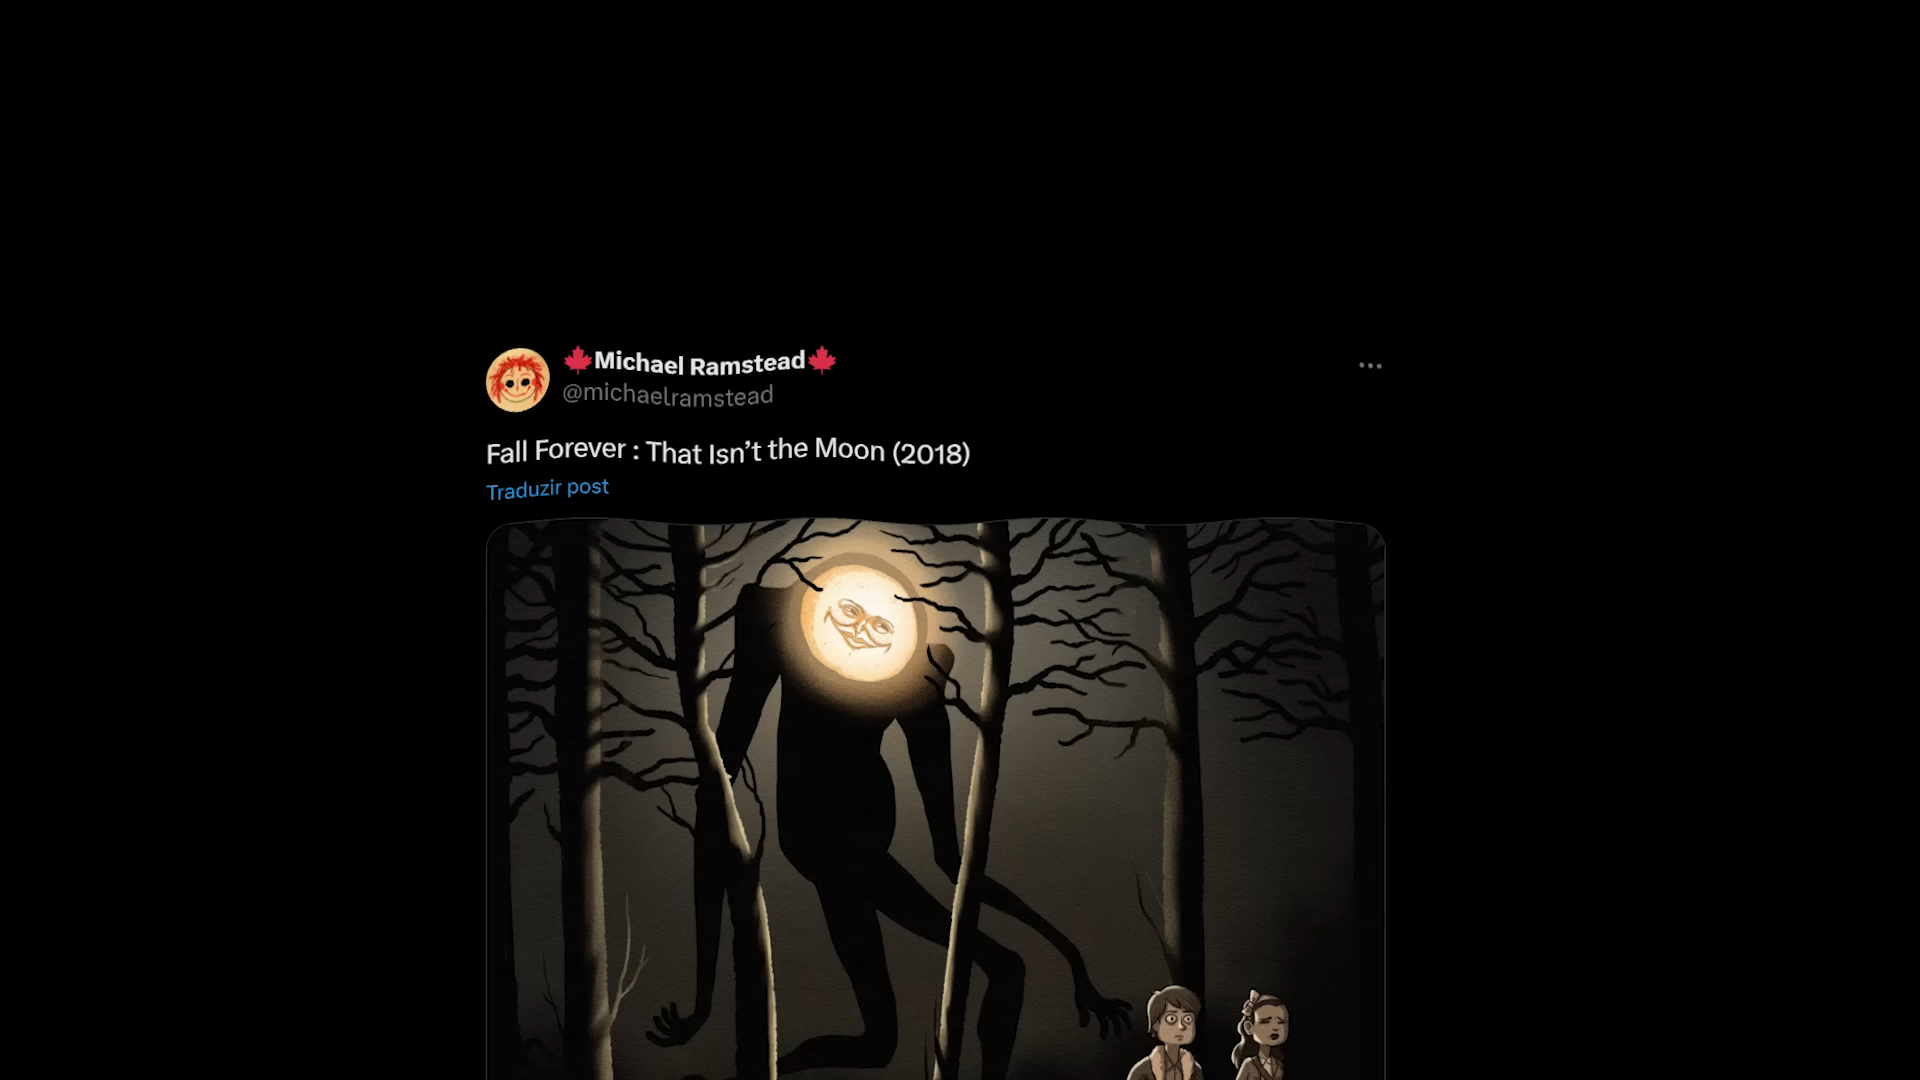 🍁Michael Ramstead🍁
@michaelramstead
Fall Forever : That Isn’t the Moon (2018)
Traduzir post